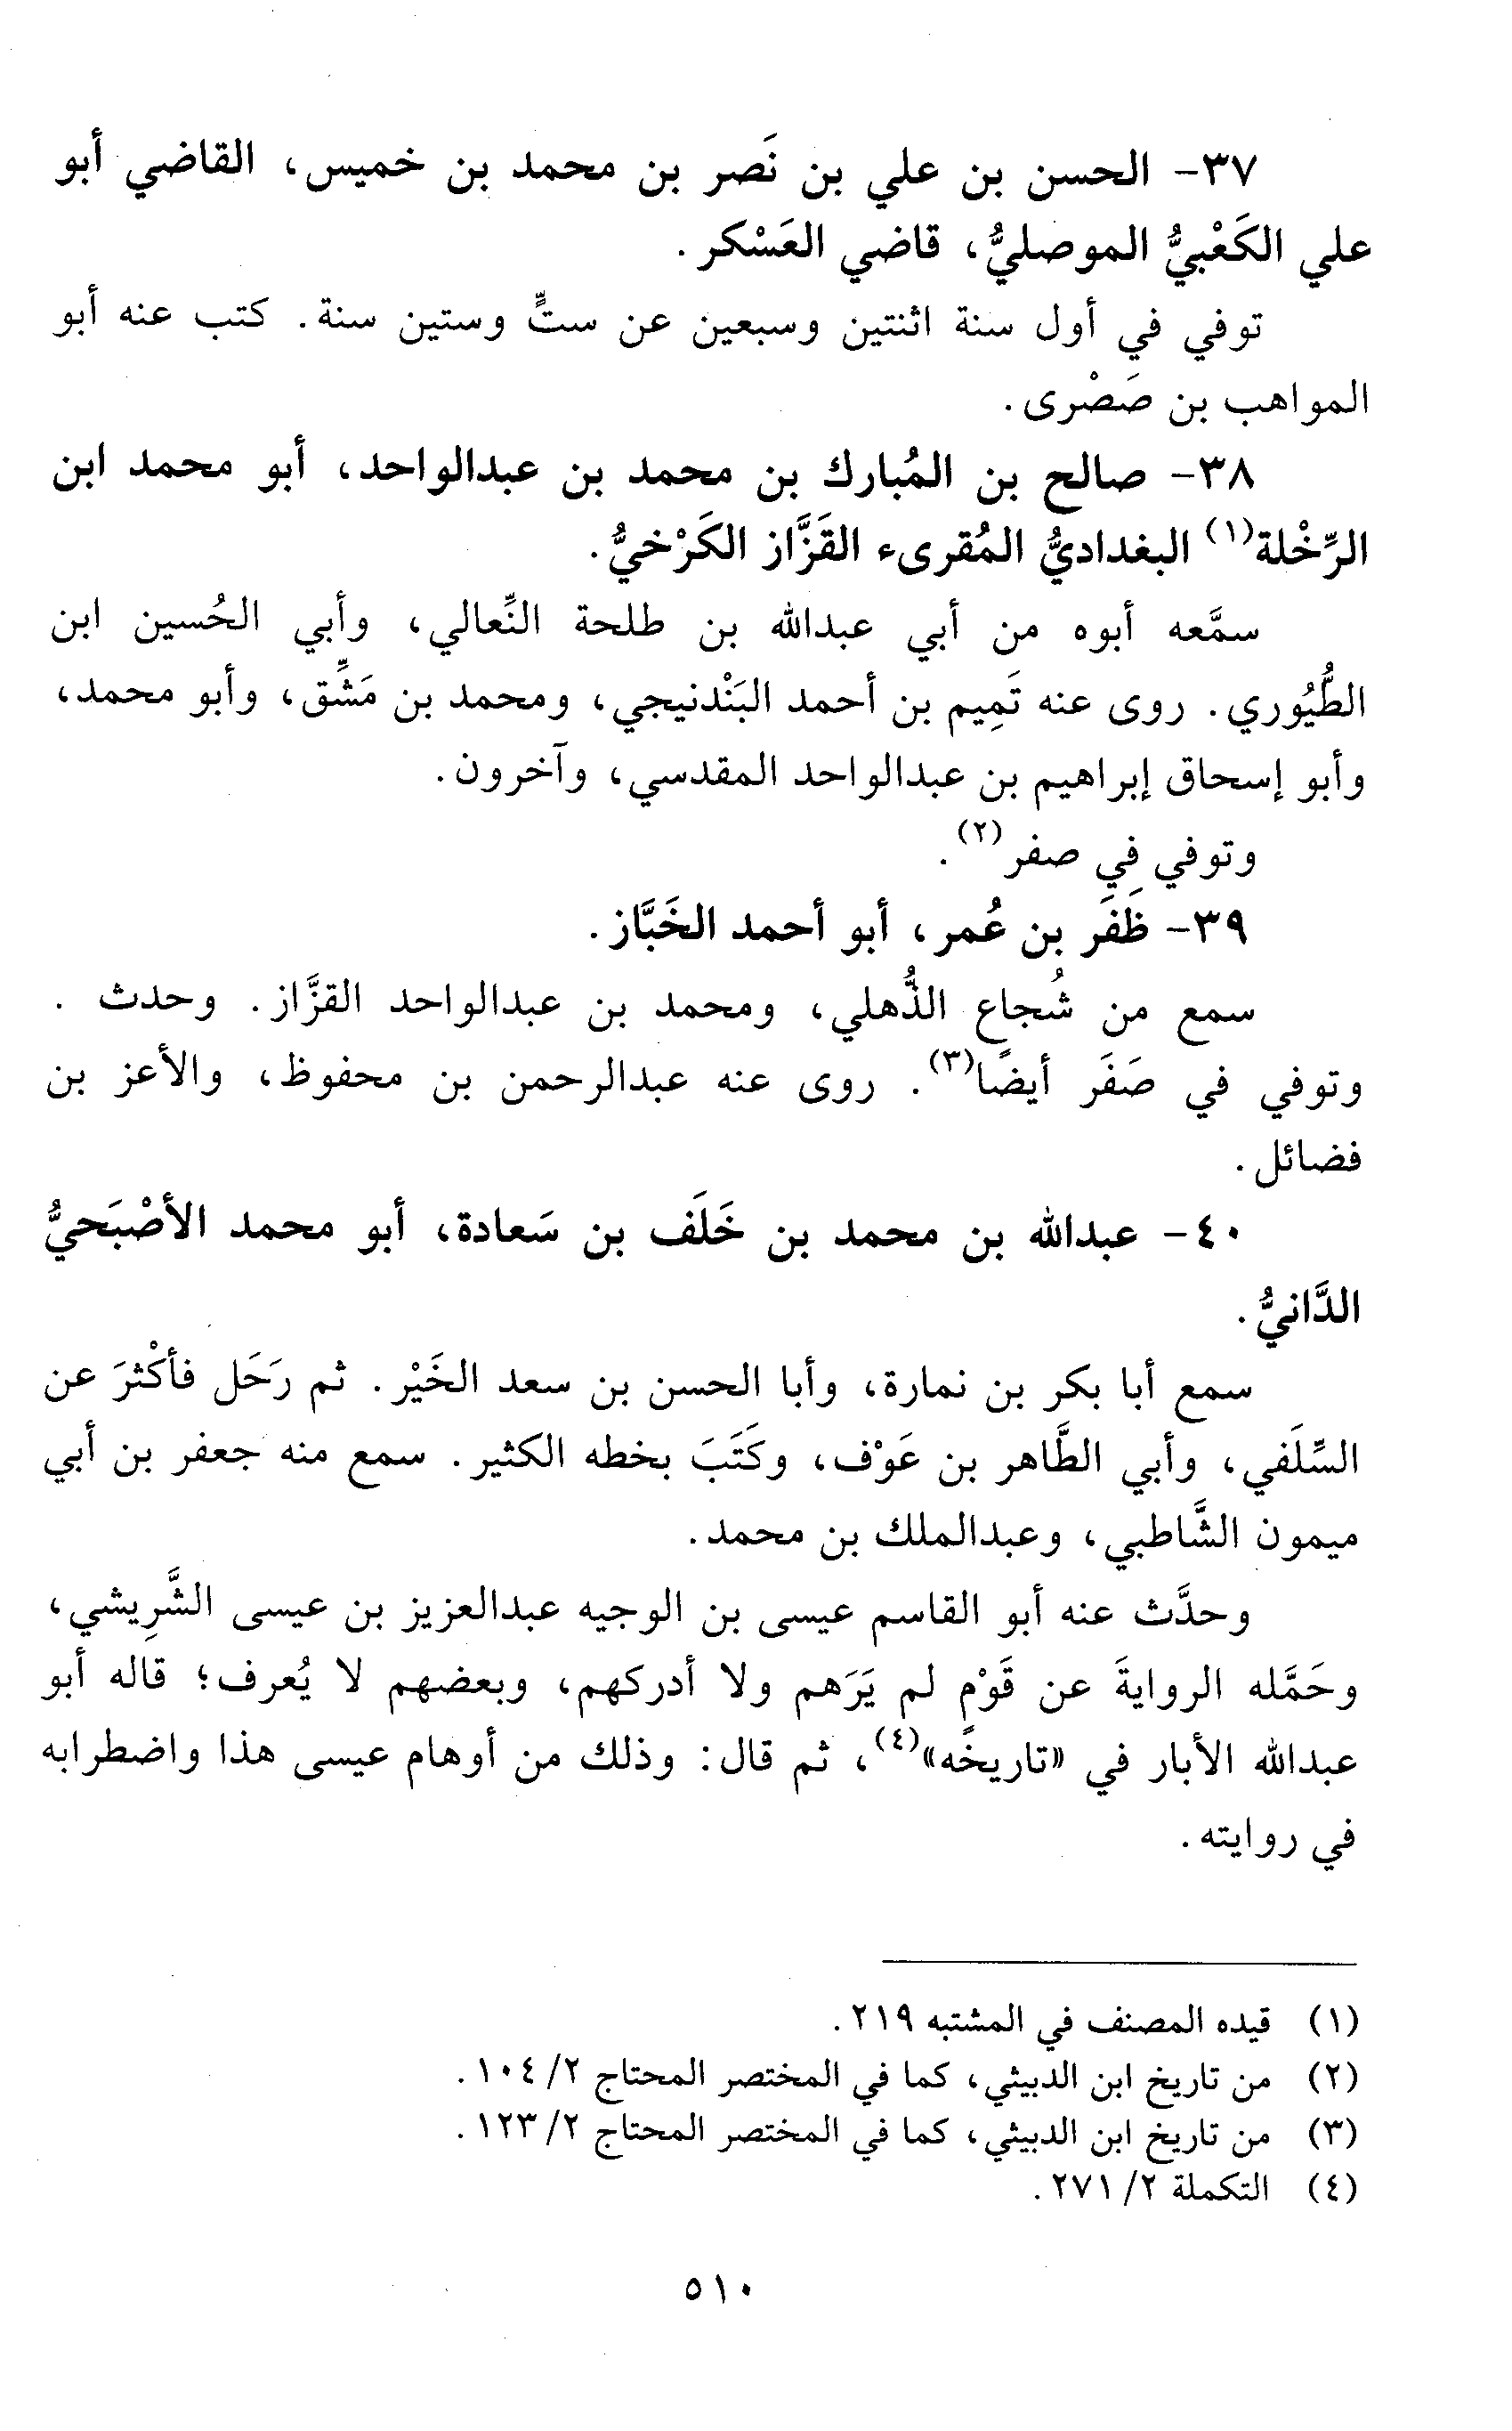 ٣٧- الحسن بن علي بن نَصر بن محمد بن خميس، القاضي أبو
علي الكَعْبيُّ الموصليُّ، قاضي العَسْكر.
توفي في أول سنة اثنتين وسبعين عن ستٍّ وستين سنة. كتب عنه أبو
المواهب بن صَصْرى.
٣٨- صالح بن المُبارك بن محمد بن عبدالواحد، أبو محمد ابن
الرِّخْلة(١) البغداديُّ المُقرىء القَزَّاز الكَرْخيُّ.
سمَّعه أبوه من أبي عبدالله بن طلحة النِّعالي، وأبي الحُسين ابن
الطُّيُوري. روى عنه تَمِيم بن أحمد البَنْدنيجي، ومحمد بن مَشِّق، وأبو محمد،
وأبو إسحاق إبراهيم بن عبدالواحد المقدسي، وآخرون.
وتوفي في صفر(٢).
٣٩- ظَفَر بن عُمر، أبو أحمد الخَبَّاز.
سمع من شُجاع الذُّهلي، ومحمد بن عبدالواحد القزَّاز. وحدث.
وتوفي في صَفَر أيضًا(٣). روى عنه عبدالرحمن بن محفوظ، والأعز بن
فضائل.
٤٠- عبدالله بن محمد بن خَلَف بن سَعادة، أبو محمد الأصْبَحيُّ
الدَّانيُّ.
سمع أبا بكر بن نمارة، وأبا الحسن بن سعد الخَيْر. ثم رَحَل فأكْثرَ عن
السِّلَفي، وأبي الطَّاهر بن عَوْف، وكَتَبَ بخطه الكثير. سمع منه جعفر بن أبي
ميمون الشَّاطبي، وعبدالملك بن محمد.
وحدَّث عنه أبو القاسم عيسى بن الوجيه عبدالعزيز بن عيسى الشَّرِيشي،
وحَمَّله الروايةَ عن قَوْمٍ لم يَرَهم ولا أدركهم، وبعضهم لا يُعرف؛ قاله أبو
عبدالله الأبار في «تاريخه»(٤)، ثم قال: وذلك من أوهام عيسى هذا واضطرابه
في روايته.
(١) قيده المصنف في المشتبه ٢١٩.
(٢) من تاريخ ابن الدبيثي، كما في المختصر المحتاج ٢/ ١٠٤.
(٣) من تاريخ ابن الدبيثي، كما في المختصر المحتاج ٢/ ١٢٣.
(٤) التكملة ٢/ ٢٧١.
٥١٠